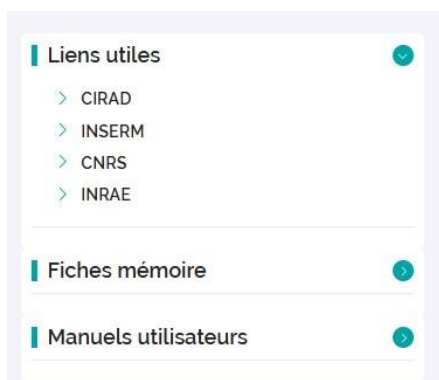 Liens utiles
CIRAD
INSERM
CNRS
INRAE
Fiches mémoire
Manuels utilisateurs